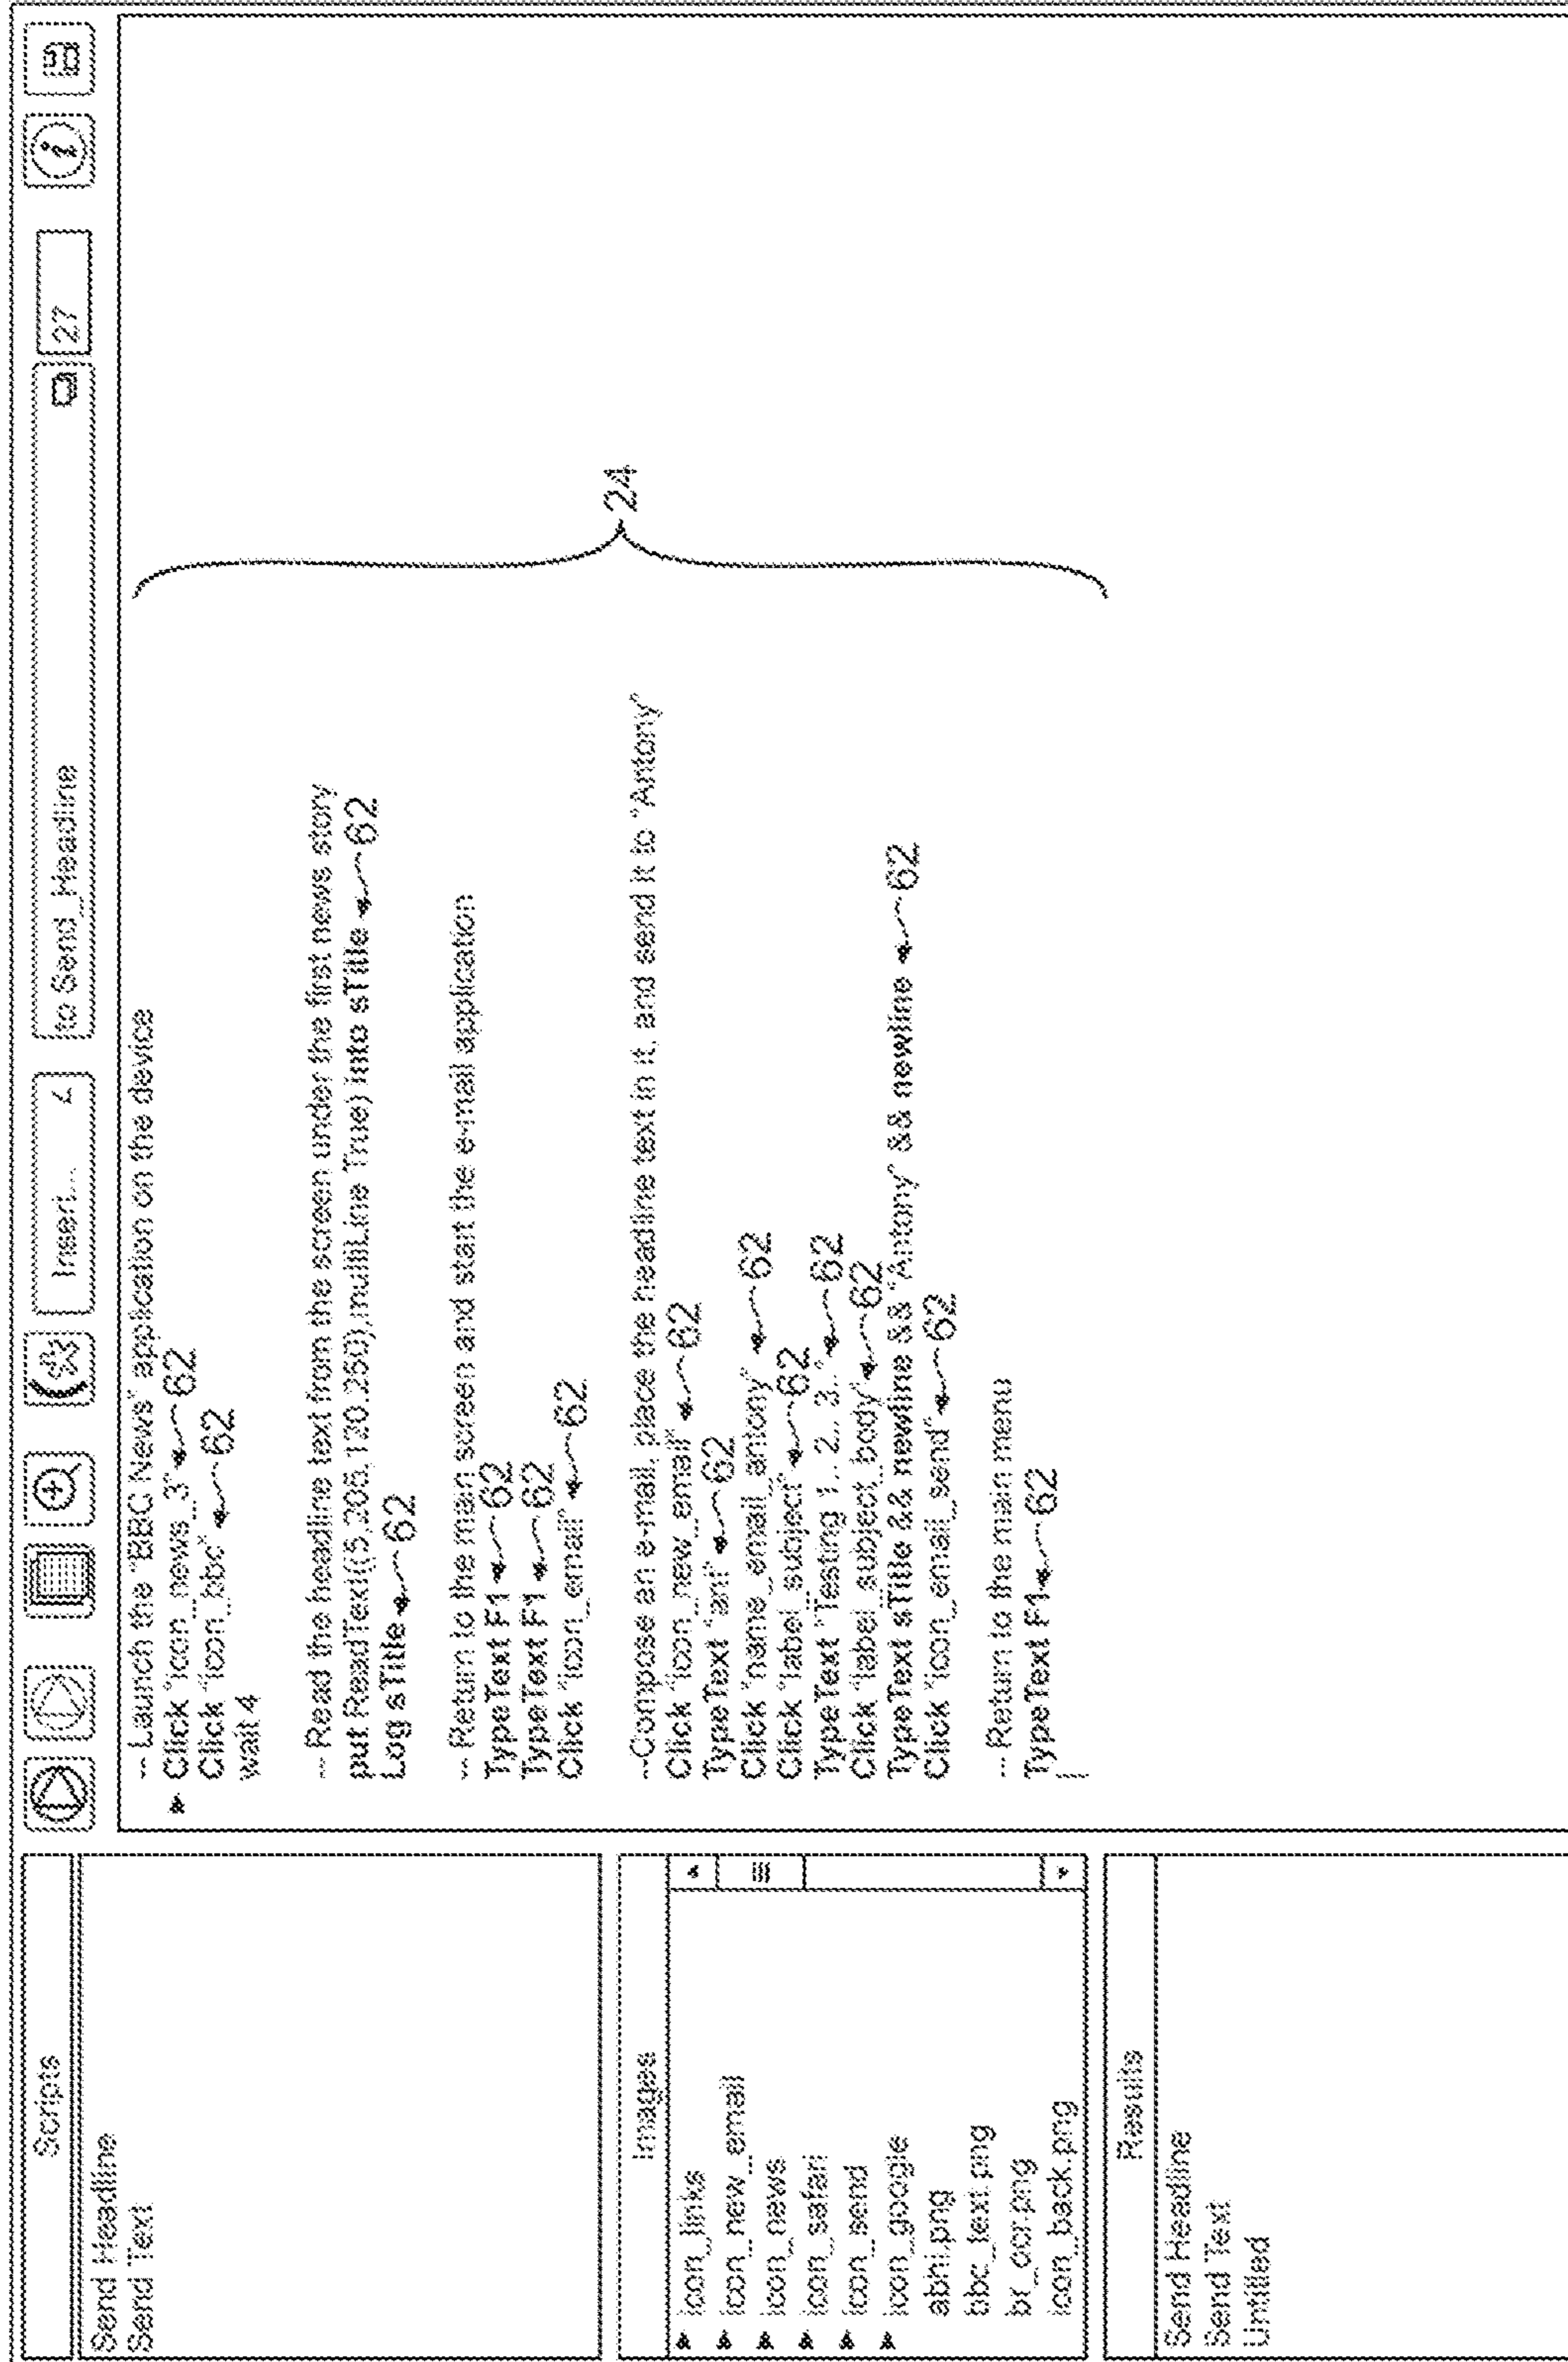 Scripts
Send Headline
Send Text
Images
icon_links
icon_new_email
icon_news
icon_safari
icon_send
icon_google
abhi.png
bbc_text.png
br_ocr.png
icon_back.png
Results
Send Headline
Send Text
Untitled
Insert...
to Send_Headline
27
-- Launch the "BBC News" application on the device
Click "icon_news_3" 62
Click "icon_bbc" 62
wait 4
-- Read the headline text from the screen under the first news story
put ReadText((5,208,130,250),multiLine True) into sTitle 62
Log sTitle 62
-- Return to the main screen and start the e-mail application
TypeText F1 62
TypeText F1 62
Click "icon_email" 62
--Compose an e-mail, place the headline text in it, and send it to "Antony"
Click "icon_new_email" 62
TypeText "ant" 62
Click "name_email_antony" 62
Click "label_subject" 62
TypeText "Testing 1.. 2.. 3.." 62
Click "label_subject_body" 62
TypeText sTitle && newline && "Antony" && newline 62
Click "icon_email_send" 62
-- Return to the main menu
TypeText F1 62
24